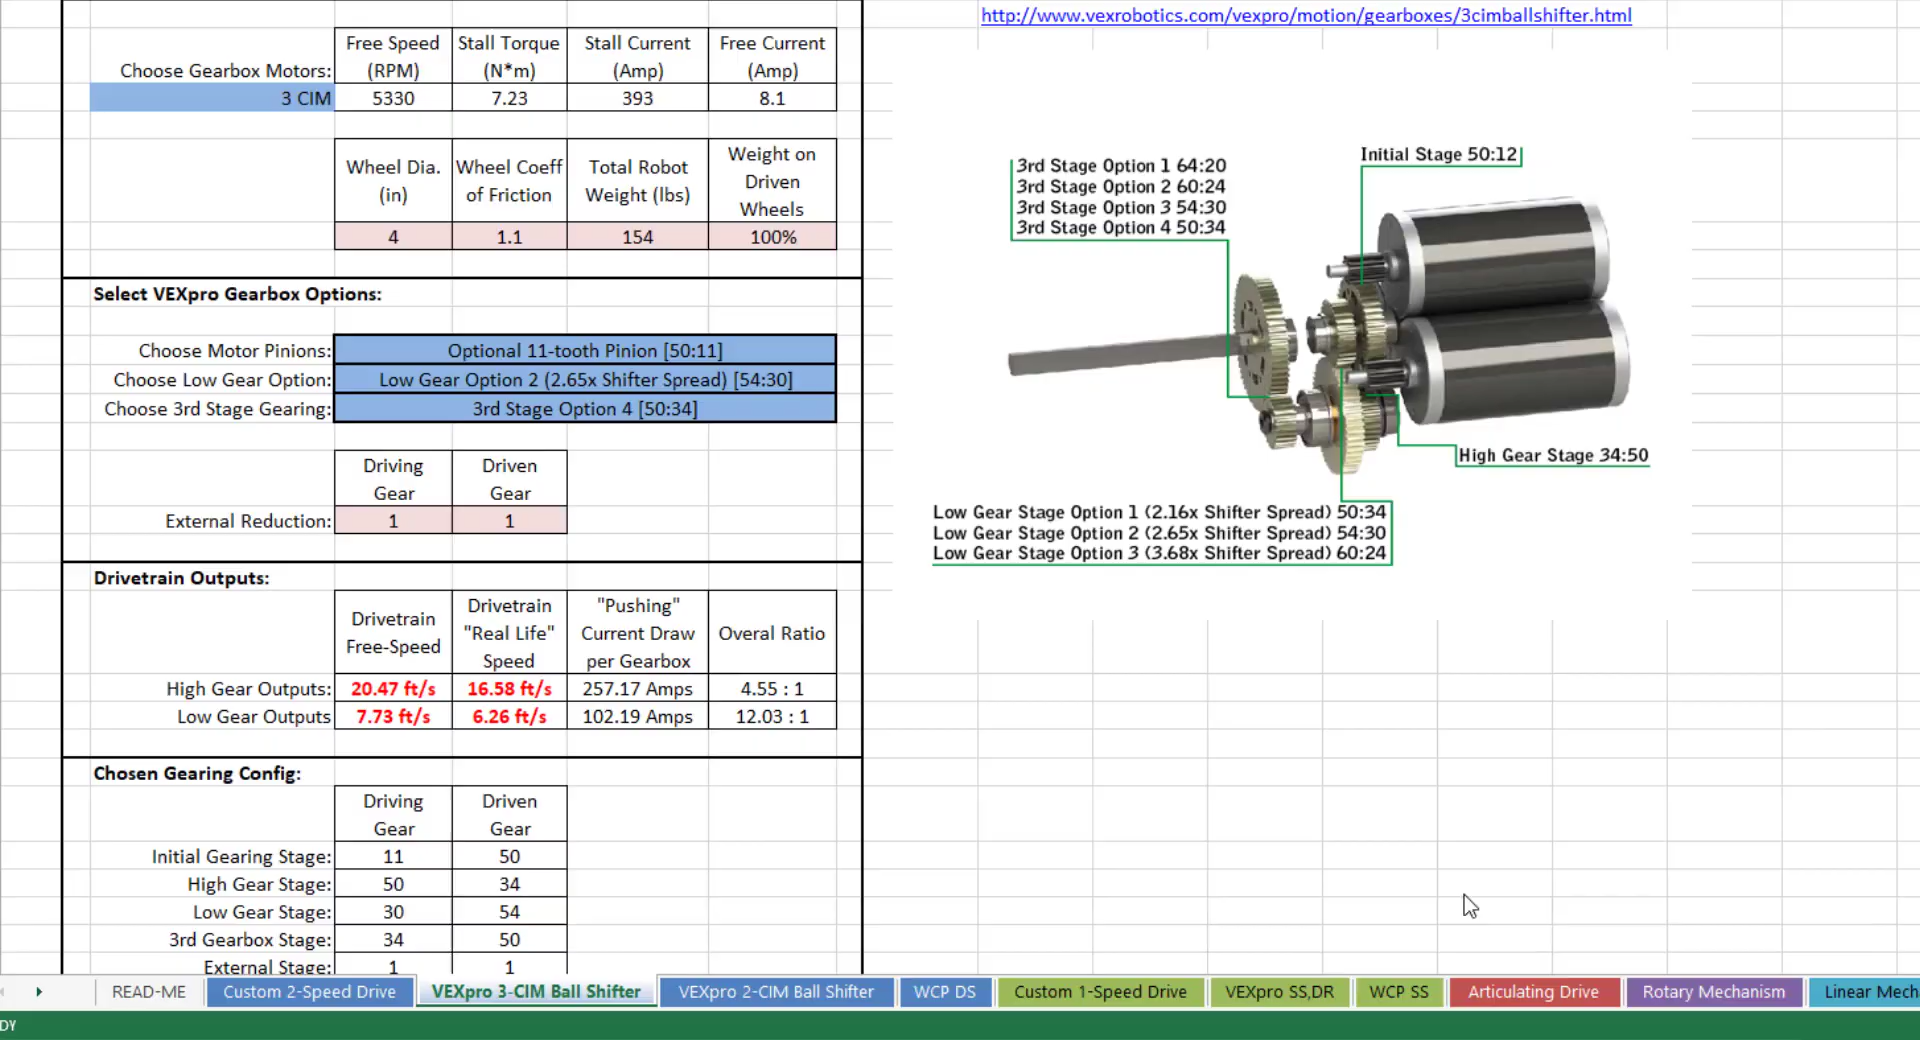 http://www.vexrobotics.com/vexpro/motion/gearboxes/3cimballshifter.html
Choose Gearbox Motors:
Free Speed (RPM)
Stall Torque (N*m)
Stall Current (Amp)
Free Current (Amp)
3 CIM 5330 7.23 393 8.1
Wheel Dia. (in)
Wheel Coeff of Friction
Total Robot Weight (lbs)
Weight on Driven Wheels
4 1.1 154 100%
Select VEXpro Gearbox Options:
Choose Motor Pinions: Optional 11-tooth Pinion [50:11]
Choose Low Gear Option: Low Gear Option 2 (2.65x Shifter Spread) [54:30]
Choose 3rd Stage Gearing: 3rd Stage Option 4 [50:34]
Driving Gear
Driven Gear
External Reduction: 1 1
Drivetrain Outputs:
Drivetrain Free-Speed
Drivetrain "Real Life" Speed
"Pushing" Current Draw per Gearbox
Overal Ratio
High Gear Outputs: 20.47 ft/s 16.58 ft/s 257.17 Amps 4.55 : 1
Low Gear Outputs 7.73 ft/s 6.26 ft/s 102.19 Amps 12.03 : 1
Chosen Gearing Config:
Driving Gear
Driven Gear
Initial Gearing Stage: 11 50
High Gear Stage: 50 34
Low Gear Stage: 30 54
3rd Gearbox Stage: 34 50
External Stage: 1 1
3rd Stage Option 1 64:20
3rd Stage Option 2 60:24
3rd Stage Option 3 54:30
3rd Stage Option 4 50:34
Initial Stage 50:12
High Gear Stage 34:50
Low Gear Stage Option 1 (2.16x Shifter Spread) 50:34
Low Gear Stage Option 2 (2.65x Shifter Spread) 54:30
Low Gear Stage Option 3 (3.68x Shifter Spread) 60:24
READ-ME Custom 2-Speed Drive VEXpro 3-CIM Ball Shifter VEXpro 2-CIM Ball Shifter WCP DS Custom 1-Speed Drive VEXpro SS,DR WCP SS Articulating Drive Rotary Mechanism Linear Mech
DY